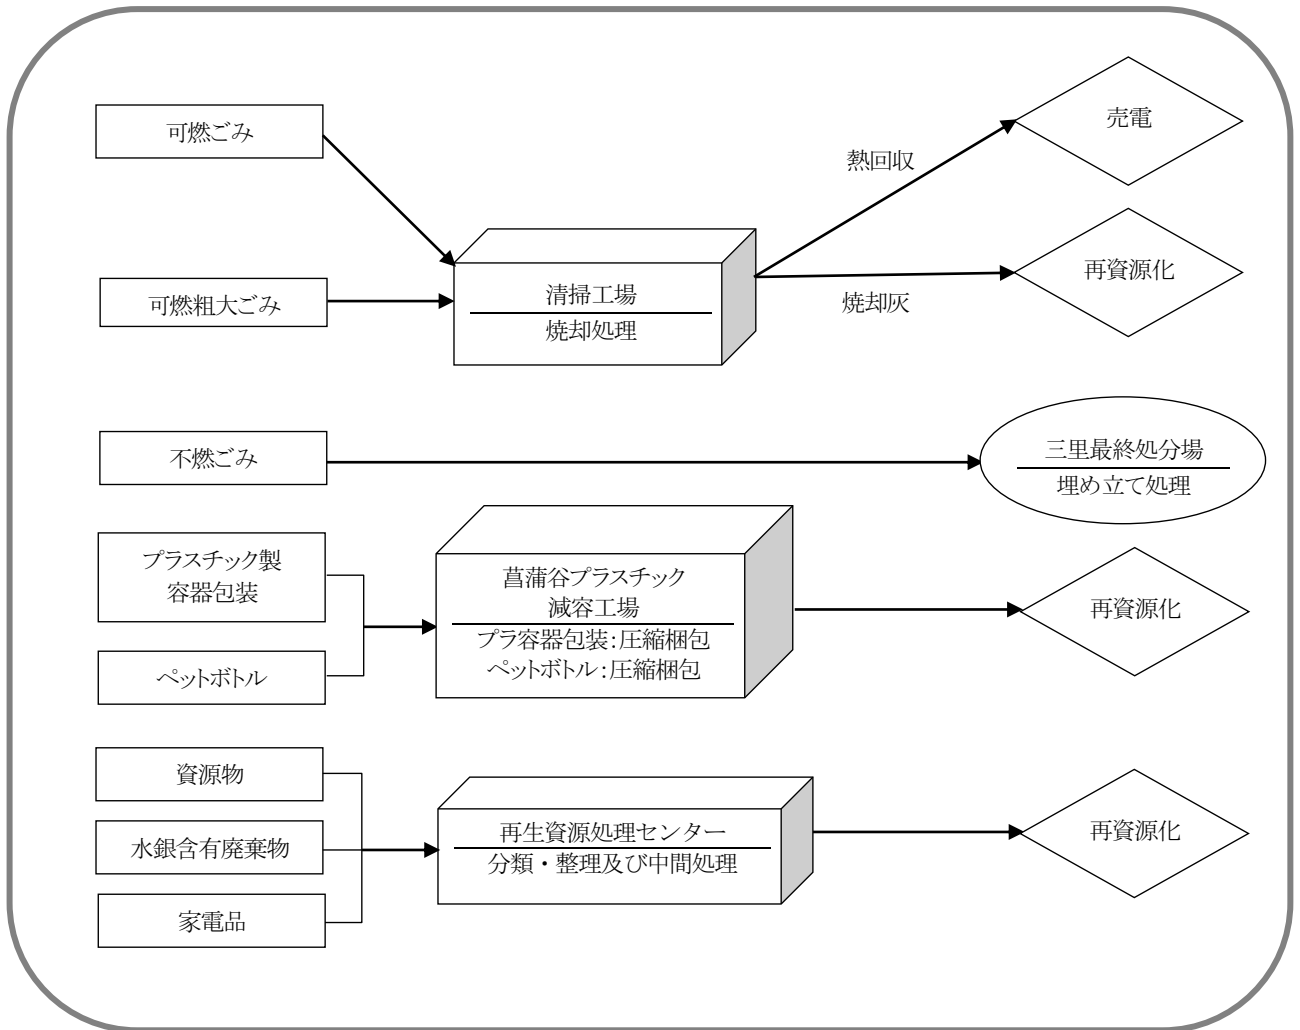 可燃ごみ
売電
熱回収
可燃粗大ごみ
清掃工場
焼却処理
再資源化
焼却灰
不燃ごみ
三里最終処分場
埋め立て処理
プラスチック製
容器包装
ペットボトル
菖蒲谷プラスチック
減容工場
プラ容器包装:圧縮梱包
ペットボトル:圧縮梱包
再資源化
資源物
水銀含有廃棄物
家電品
再生資源処理センター
分類・整理及び中間処理
再資源化